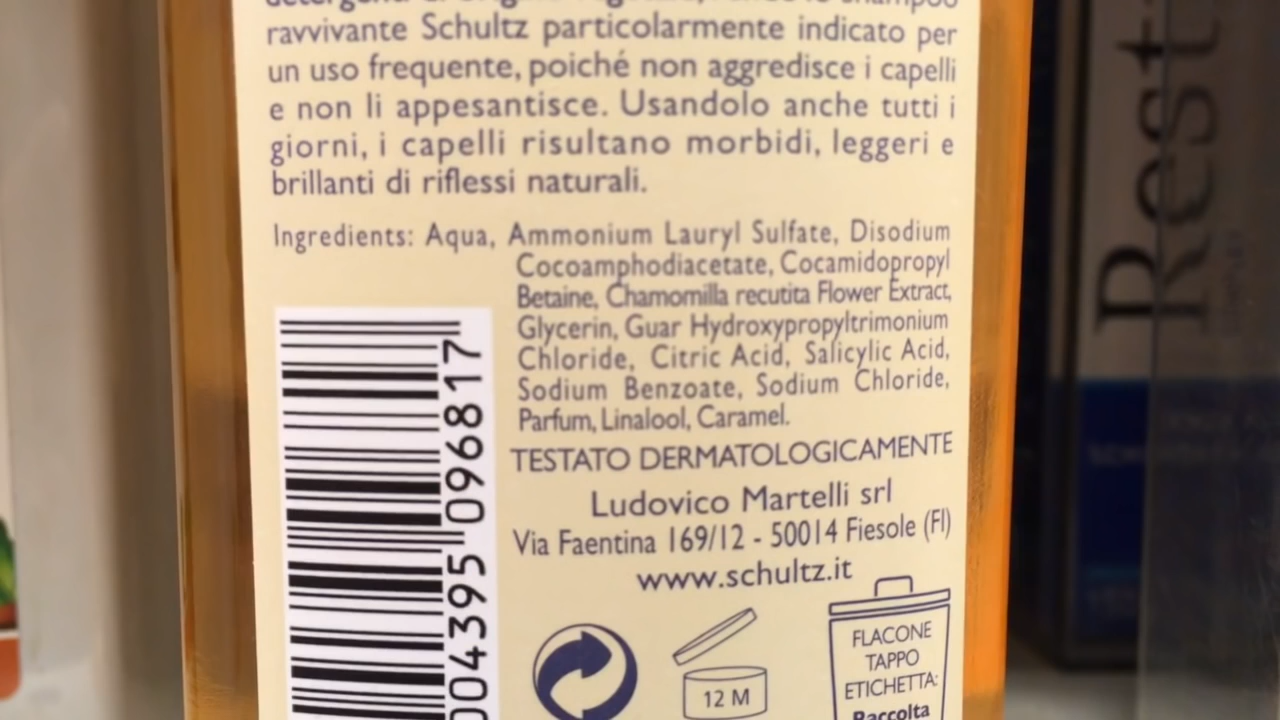 ravvivante Schultz particolarmente indicato per
un uso frequente, poiché non aggredisce i capelli
e non li appesantisce. Usandolo anche tutti i
giorni, i capelli risultano morbidi, leggeri e
brillanti di riflessi naturali.
Ingredients: Aqua, Ammonium Lauryl Sulfate, Disodium
Cocoamphodiacetate, Cocamidopropyl
Betaine, Chamomilla recutita Flower Extract,
Glycerin, Guar Hydroxypropyltrimonium
Chloride, Citric Acid, Salicylic Acid,
Sodium Benzoate, Sodium Chloride,
Parfum, Linalool, Caramel.
TESTATO DERMATOLOGICAMENTE
Ludovico Martelli srl
Via Faentina 169/12 - 50014 Fiesole (FI)
www.schultz.it
004395 096817
12 M
FLACONE
TAPPO
ETICHETTA:
Raccolta
Rest